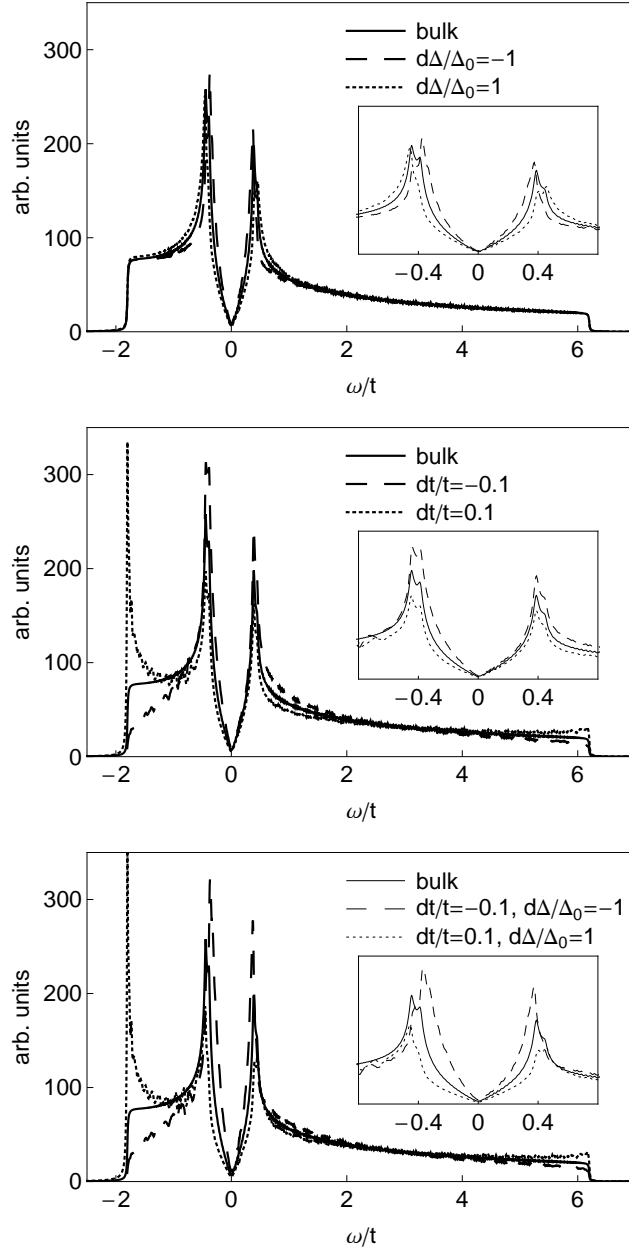 bulk
dΔ/Δ0=−1
dΔ/Δ0=1
arb. units
300
200
100
0
−2
0
2
4
6
ω/t
−0.4
0
0.4
bulk
dt/t=−0.1
dt/t=0.1
arb. units
300
200
100
0
−2
0
2
4
6
ω/t
−0.4
0
0.4
bulk
dt/t=−0.1, dΔ/Δ0=−1
dt/t=0.1, dΔ/Δ0=1
arb. units
300
200
100
0
−2
0
2
4
6
ω/t
−0.4
0
0.4